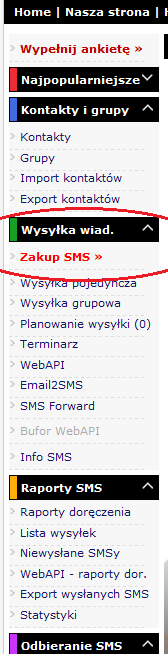 Home | Nasza strona |
Wypełnij ankietę »
Najpopularniejsze
Kontakty i grupy
> Kontakty
> Grupy
> Import kontaktów
> Export kontaktów
Wysyłka wiad.
> Zakup SMS »
> Wysyłka pojedyncza
> Wysyłka grupowa
> Planowanie wysyłki (0)
> Terminarz
> WebAPI
> Email2SMS
> SMS Forward
> Bufor WebAPI
> Info SMS
Raporty SMS
> Raporty doręczenia
> Lista wysyłek
> Niewysłane SMSy
> WebAPI - raporty dor.
> Export wysłanych SMS
> Statystyki
Odbieranie SMS